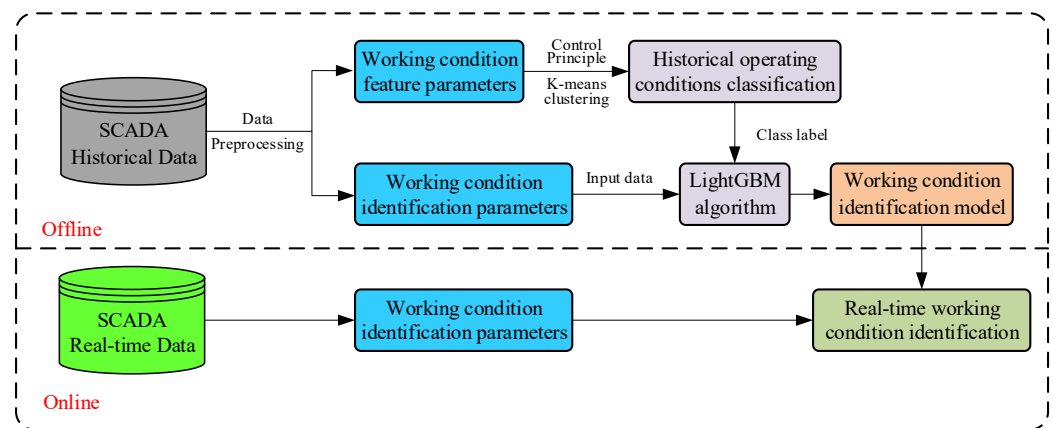 SCADA
Historical Data
Data
Preprocessing
Working condition
feature parameters
Control
Principle
K-means
clustering
Historical operating
conditions classification
Class label
Working condition
identification parameters
Input data
LightGBM
algorithm
Working condition
identification model
Offline
SCADA
Real-time Data
Working condition
identification parameters
Real-time working
condition identification
Online